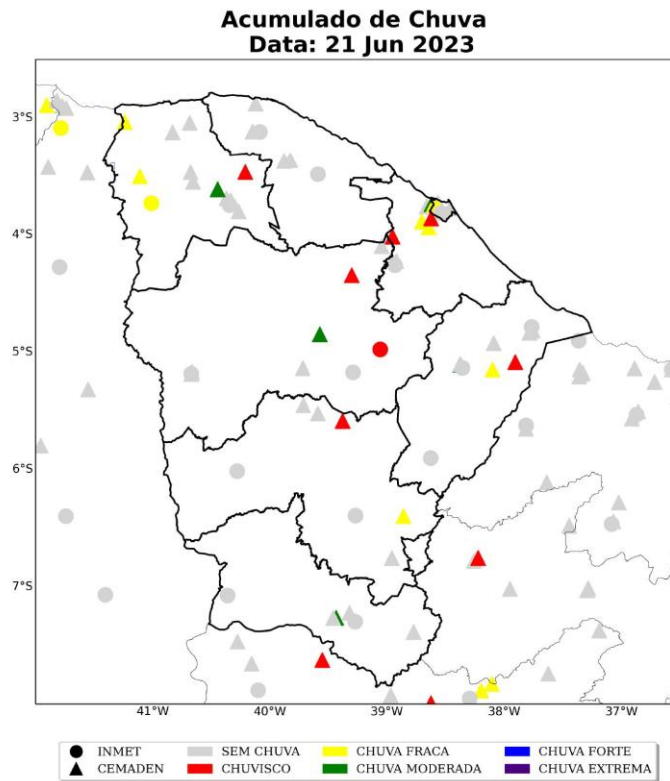 Acumulado de Chuva
Data: 21 Jun 2023
3°S
4°S
5°S
6°S
7°S
41°W 40°W 39°W 38°W 37°W
INMET SEM CHUVA CHUVA FRACA CHUVA FORTE
CEMADEN CHUVISCO CHUVA MODERADA CHUVA EXTREMA